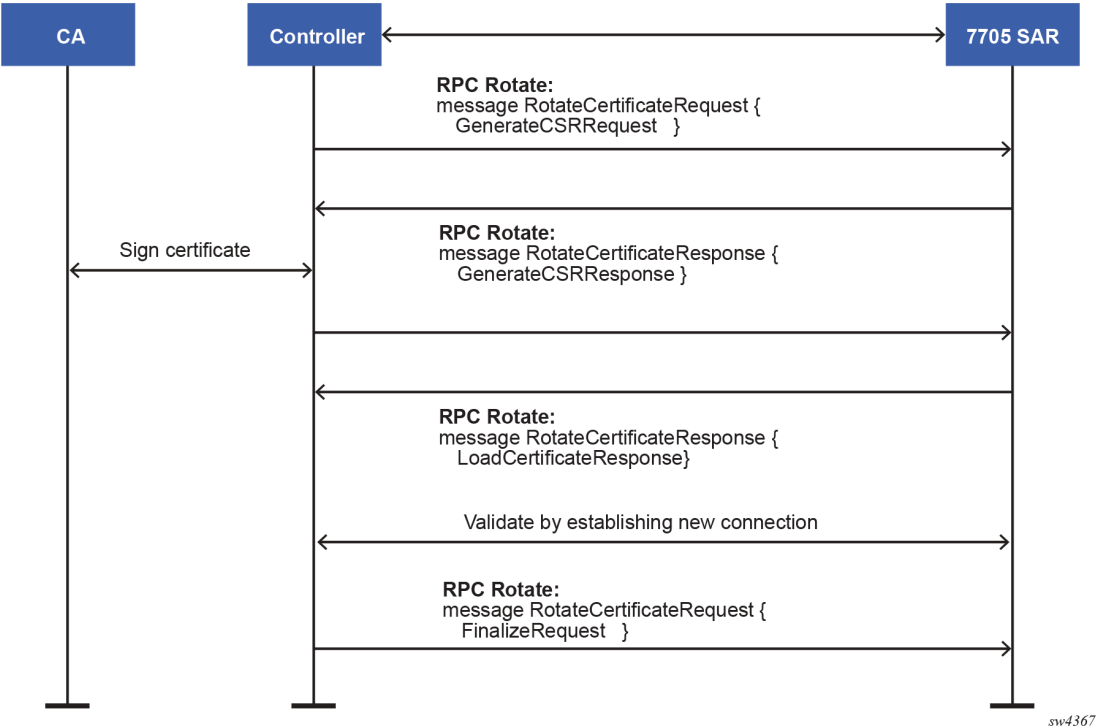 CA
Controller
7705 SAR
RPC Rotate:
message RotateCertificateRequest {
GenerateCSRRequest }
RPC Rotate:
message RotateCertificateResponse {
GenerateCSRResponse }
Sign certificate
RPC Rotate:
message RotateCertificateResponse {
LoadCertificateResponse}
Validate by establishing new connection
RPC Rotate:
message RotateCertificateRequest {
FinalizeRequest }
sw4367